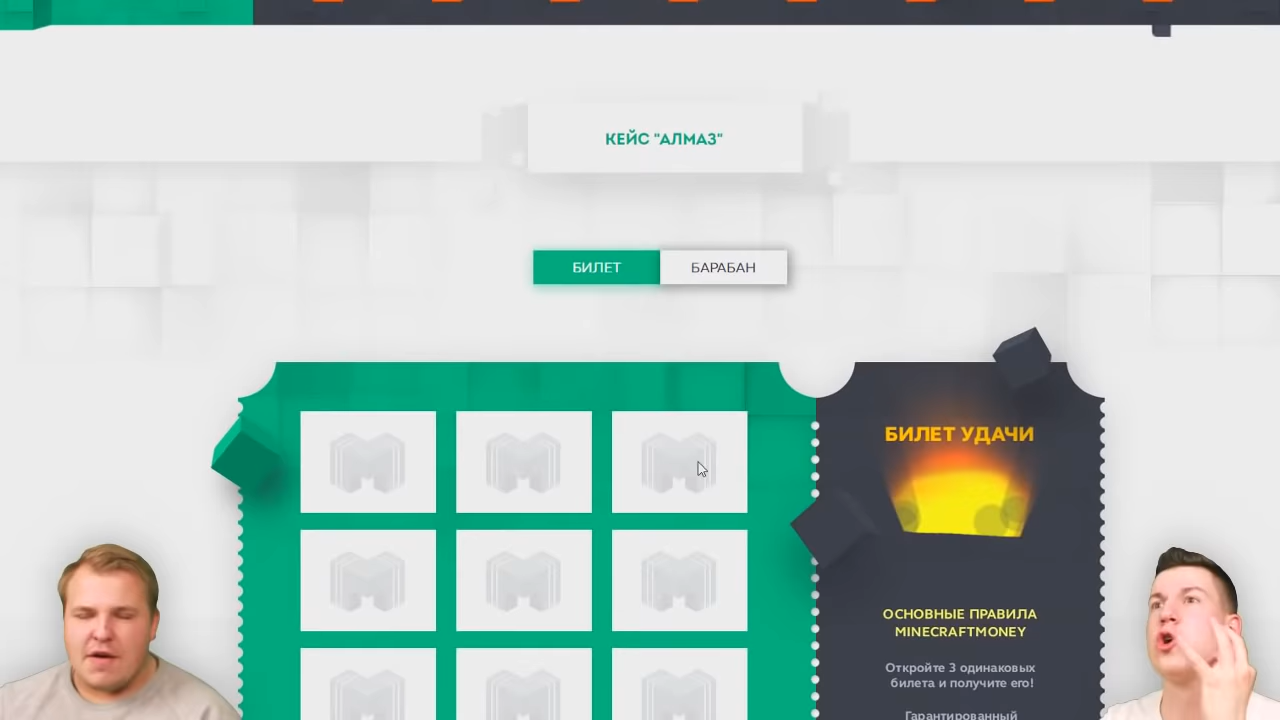 КЕЙС "АЛМАЗ"
БИЛЕТ
БАРАБАН
БИЛЕТ УДАЧИ
ОСНОВНЫЕ ПРАВИЛА
MINECRAFTMONEY
Откройте 3 одинаковых
билета и получите его!
Гарантированный